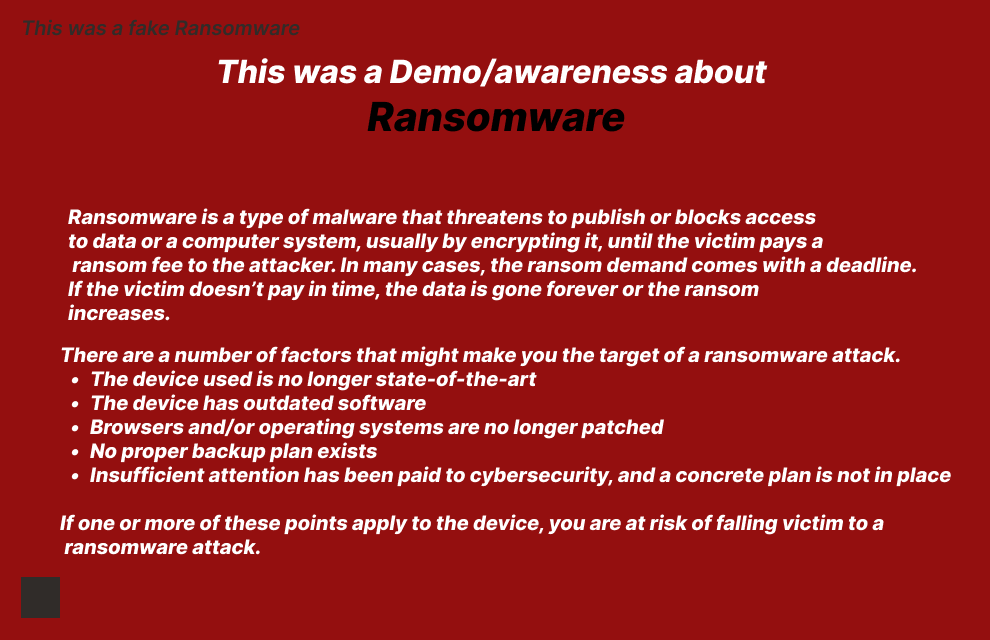 This was a fake Ransomware
This was a Demo/awareness about
Ransomware
Ransomware is a type of malware that threatens to publish or blocks access
to data or a computer system, usually by encrypting it, until the victim pays a
ransom fee to the attacker. In many cases, the ransom demand comes with a deadline.
If the victim doesn’t pay in time, the data is gone forever or the ransom
increases.
There are a number of factors that might make you the target of a ransomware attack.
• The device used is no longer state-of-the-art
• The device has outdated software
• Browsers and/or operating systems are no longer patched
• No proper backup plan exists
• Insufficient attention has been paid to cybersecurity, and a concrete plan is not in place
If one or more of these points apply to the device, you are at risk of falling victim to a
ransomware attack.